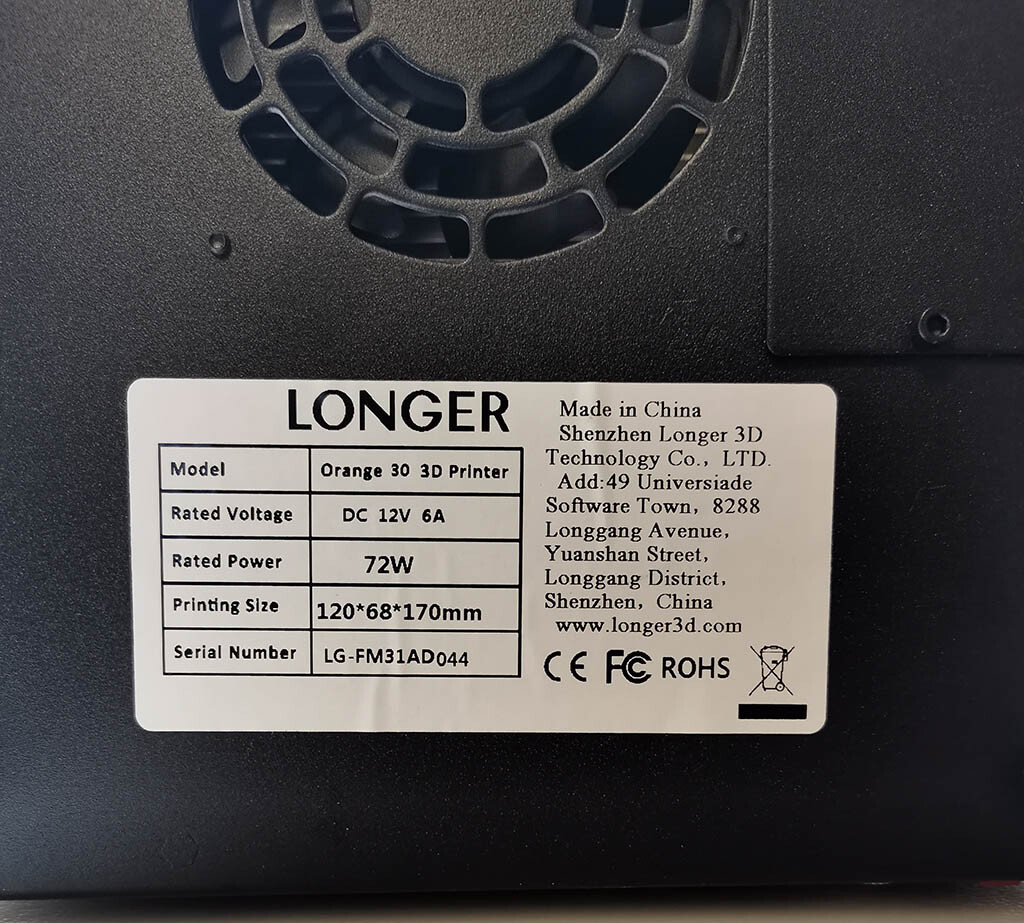 LONGER
Model Orange 30 3D Printer
Rated Voltage DC 12V 6A
Rated Power 72W
Printing Size 120*68*170mm
Serial Number LG-FM31AD044
Made in China
Shenzhen Longer 3D
Technology Co., LTD.
Add:49 Universiade
Software Town, 8288
Longgang Avenue,
Yuanshan Street,
Longgang District,
Shenzhen, China
www.longer3d.com
CE FC ROHS